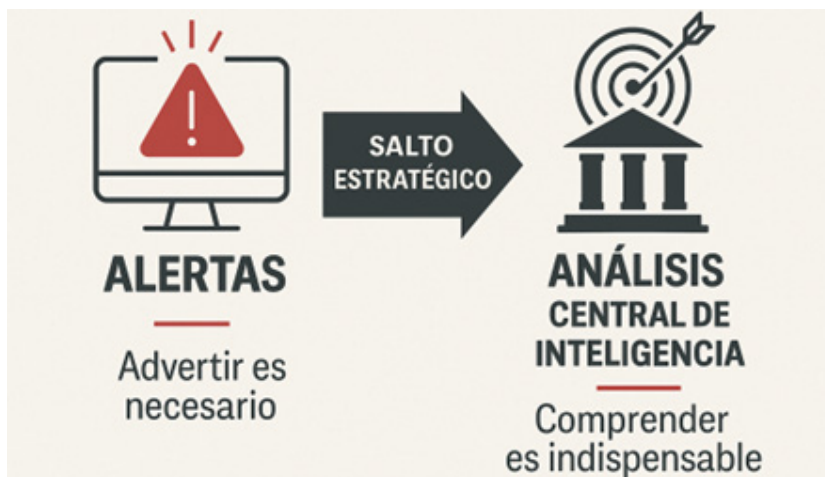 ALERTAS
Advertir es
necesario
SALTO
ESTRATÉGICO
ANÁLISIS
CENTRAL DE
INTELIGENCIA
Comprender
es indispensable